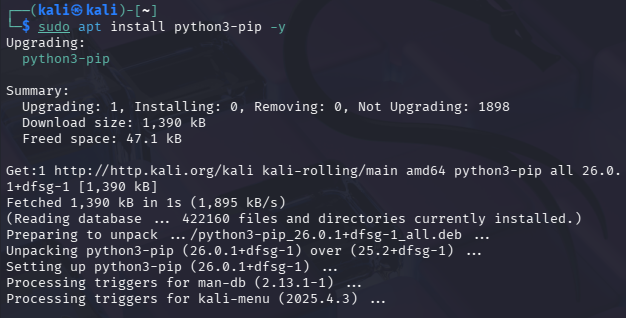 ┌──(kali㉿kali)-[~]
└─$ sudo apt install python3-pip -y
Upgrading:
  python3-pip

Summary:
  Upgrading: 1, Installing: 0, Removing: 0, Not Upgrading: 1898
  Download size: 1,390 kB
  Freed space: 47.1 kB

Get:1 http://http.kali.org/kali kali-rolling/main amd64 python3-pip all 26.0.
1+dfsg-1 [1,390 kB]
Fetched 1,390 kB in 1s (1,895 kB/s)
(Reading database ... 422160 files and directories currently installed.)
Preparing to unpack .../python3-pip_26.0.1+dfsg-1_all.deb ...
Unpacking python3-pip (26.0.1+dfsg-1) over (25.2+dfsg-1) ...
Setting up python3-pip (26.0.1+dfsg-1) ...
Processing triggers for man-db (2.13.1-1) ...
Processing triggers for kali-menu (2025.4.3) ...